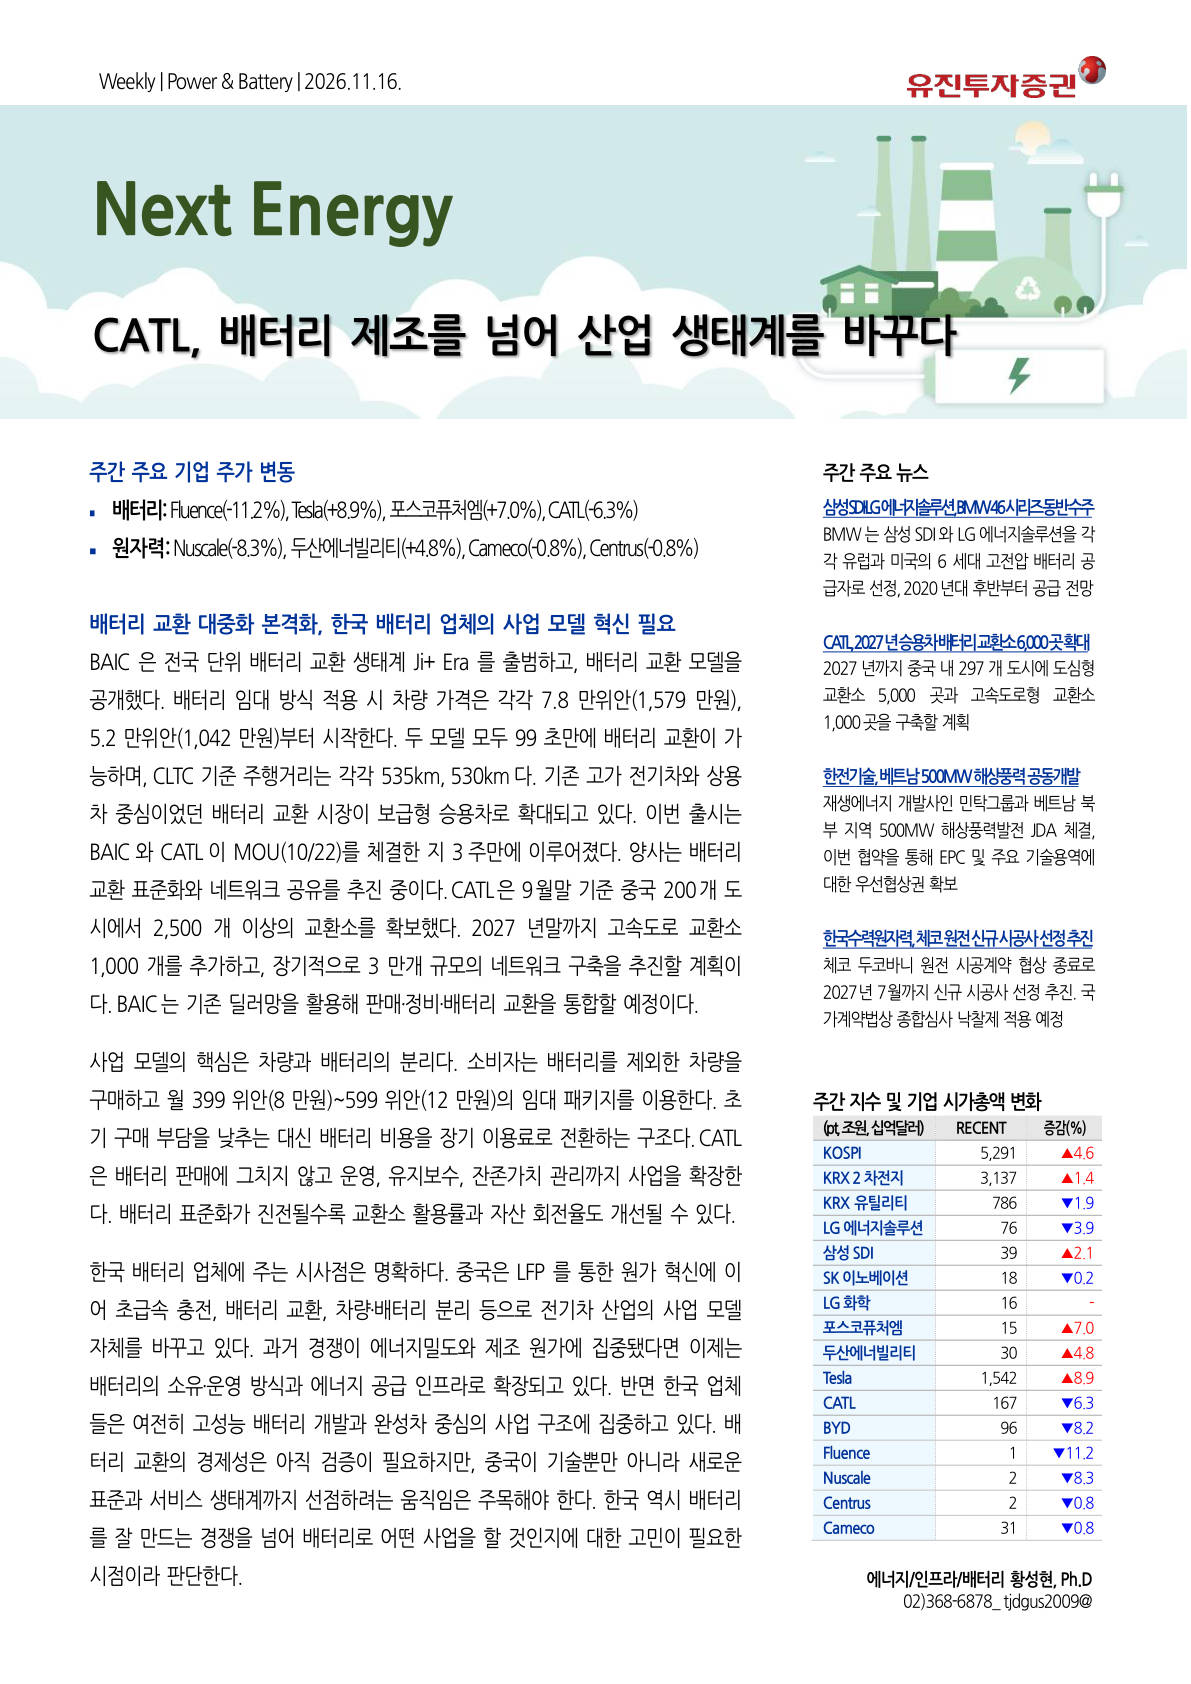 Weekly | Power & Battery | 2026.11.16.
유진투자증권
Next Energy
CATL, 배터리 제조를 넘어 산업 생태계를 바꾸다
주간 주요 기업 주가 변동
▪ 배터리: Fluence(-11.2%), Tesla(+8.9%), 포스코퓨처엠(+7.0%), CATL(-6.3%)
▪ 원자력: Nuscale(-8.3%), 두산에너빌리티(+4.8%), Cameco(-0.8%), Centrus(-0.8%)
배터리 교환 대중화 본격화, 한국 배터리 업체의 사업 모델 혁신 필요
BAIC 은 전국 단위 배터리 교환 생태계 Ji+ Era 를 출범하고, 배터리 교환 모델을
공개했다. 배터리 임대 방식 적용 시 차량 가격은 각각 7.8 만위안(1,579 만원),
5.2 만위안(1,042 만원)부터 시작한다. 두 모델 모두 99 초만에 배터리 교환이 가
능하며, CLTC 기준 주행거리는 각각 535km, 530km 다. 기존 고가 전기차와 상용
차 중심이었던 배터리 교환 시장이 보급형 승용차로 확대되고 있다. 이번 출시는
BAIC 와 CATL 이 MOU(10/22)를 체결한 지 3 주만에 이루어졌다. 양사는 배터리
교환 표준화와 네트워크 공유를 추진 중이다. CATL 은 9 월말 기준 중국 200 개 도
시에서 2,500 개 이상의 교환소를 확보했다. 2027 년말까지 고속도로 교환소
1,000 개를 추가하고, 장기적으로 3 만개 규모의 네트워크 구축을 추진할 계획이
다. BAIC 는 기존 딜러망을 활용해 판매·정비·배터리 교환을 통합할 예정이다.
사업 모델의 핵심은 차량과 배터리의 분리다. 소비자는 배터리를 제외한 차량을
구매하고 월 399 위안(8 만원)~599 위안(12 만원)의 임대 패키지를 이용한다. 초
기 구매 부담을 낮추는 대신 배터리 비용을 장기 이용료로 전환하는 구조다. CATL
은 배터리 판매에 그치지 않고 운영, 유지보수, 잔존가치 관리까지 사업을 확장한
다. 배터리 표준화가 진전될수록 교환소 활용률과 자산 회전율도 개선될 수 있다.
한국 배터리 업체에 주는 시사점은 명확하다. 중국은 LFP 를 통한 원가 혁신에 이
어 초급속 충전, 배터리 교환, 차량·배터리 분리 등으로 전기차 산업의 사업 모델
자체를 바꾸고 있다. 과거 경쟁이 에너지밀도와 제조 원가에 집중됐다면 이제는
배터리의 소유·운영 방식과 에너지 공급 인프라로 확장되고 있다. 반면 한국 업체
들은 여전히 고성능 배터리 개발과 완성차 중심의 사업 구조에 집중하고 있다. 배
터리 교환의 경제성은 아직 검증이 필요하지만, 중국이 기술뿐만 아니라 새로운
표준과 서비스 생태계까지 선점하려는 움직임은 주목해야 한다. 한국 역시 배터리
를 잘 만드는 경쟁을 넘어 배터리로 어떤 사업을 할 것인지에 대한 고민이 필요한
시점이라 판단한다.
주간 주요 뉴스
삼성SDI,LG에너지솔루션,BMW46시리즈동반수주
BMW 는 삼성 SDI 와 LG 에너지솔루션을 각
각 유럽과 미국의 6 세대 고전압 배터리 공
급자로 선정, 2020 년대 후반부터 공급 전망
CATL, 2027 년 승용차 배터리 교환소 6,000 곳 확대
2027 년까지 중국 내 297 개 도시에 도심형
교환소 5,000 곳과 고속도로형 교환소
1,000 곳을 구축할 계획
한전기술, 베트남 500MW 해상풍력 공동개발
재생에너지 개발사인 민탁그룹과 베트남 북
부 지역 500MW 해상풍력발전 JDA 체결,
이번 협약을 통해 EPC 및 주요 기술용역에
대한 우선협상권 확보
한국수력원자력, 체코 원전 신규 시공사 선정 추진
체코 두코바니 원전 시공계약 협상 종료로
2027 년 7 월까지 신규 시공사 선정 추진. 국
가계약법상 종합심사 낙찰제 적용 예정
주간 지수 및 기업 시가총액 변화
(pt, 조원, 십억달러) RECENT 증감(%)
KOSPI 5,291 ▲4.6
KRX 2 차전지 3,137 ▲1.4
KRX 유틸리티 786 ▼1.9
LG 에너지솔루션 76 ▼3.9
삼성 SDI 39 ▲2.1
SK 이노베이션 18 ▼0.2
LG 화학 16 -
포스코퓨처엠 15 ▲7.0
두산에너빌리티 30 ▲4.8
Tesla 1,542 ▲8.9
CATL 167 ▼6.3
BYD 96 ▼8.2
Fluence 1 ▼11.2
Nuscale 2 ▼8.3
Centrus 2 ▼0.8
Cameco 31 ▼0.8
에너지/인프라/배터리 황성현, Ph.D
02)368-6878_ tjdgus2009@